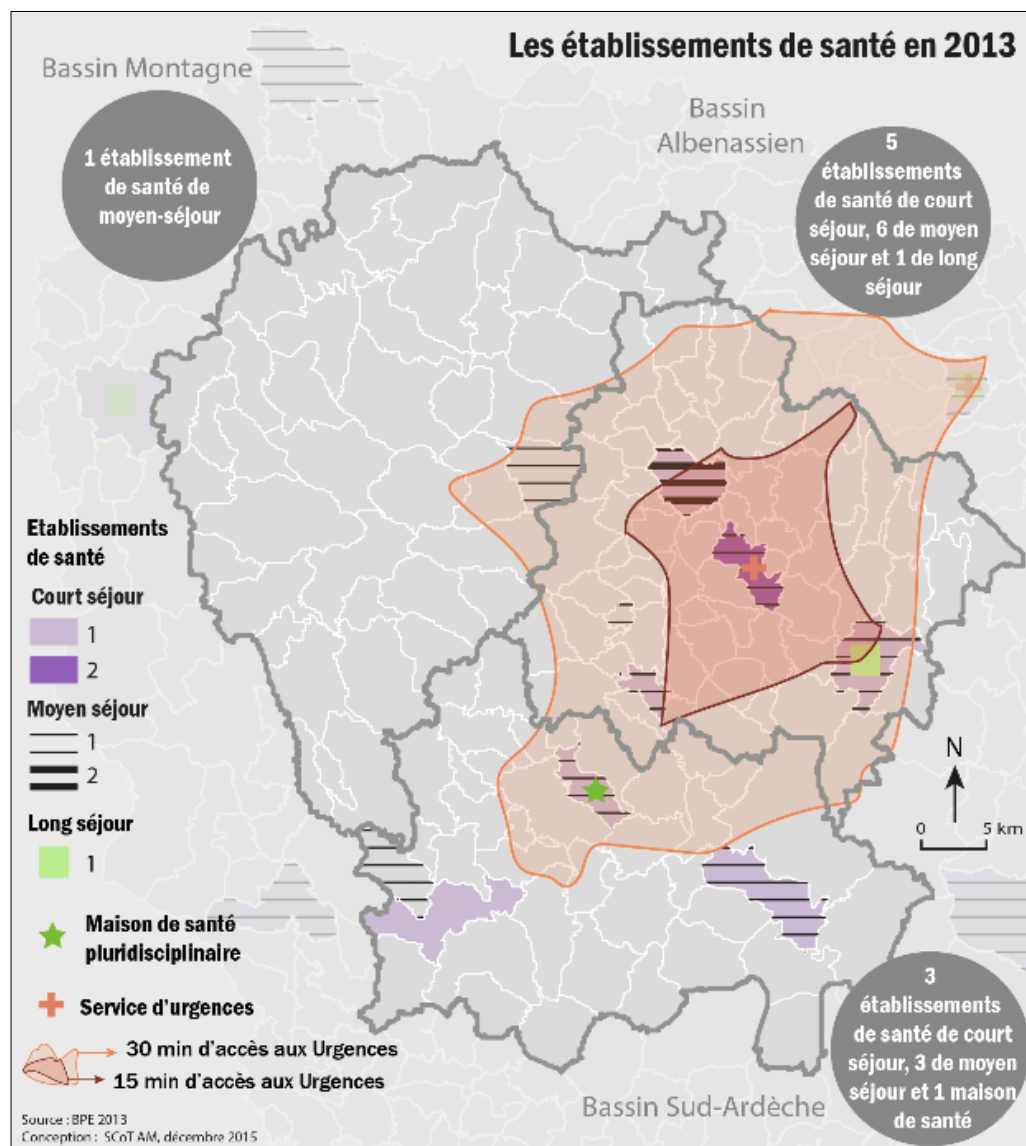 Les établissements de santé en 2013
Bassin Montagne
1 établissement
de santé de
moyen-séjour
Bassin
Albenassien
5
établissements
de santé de court
séjour, 6 de moyen
séjour et 1 de long
séjour
Etablissements
de santé
Court séjour
1
2
Moyen séjour
1
2
Long séjour
1
Maison de santé
pluridisciplinaire
Service d'urgences
30 min d'accès aux Urgences
15 min d'accès aux Urgences
N
0 5 km
3
établissements
de santé de court
séjour, 3 de moyen
séjour et 1 maison
de santé
Bassin Sud-Ardèche
Source : BPE 2013
Conception : SCoT AM, décembre 2015